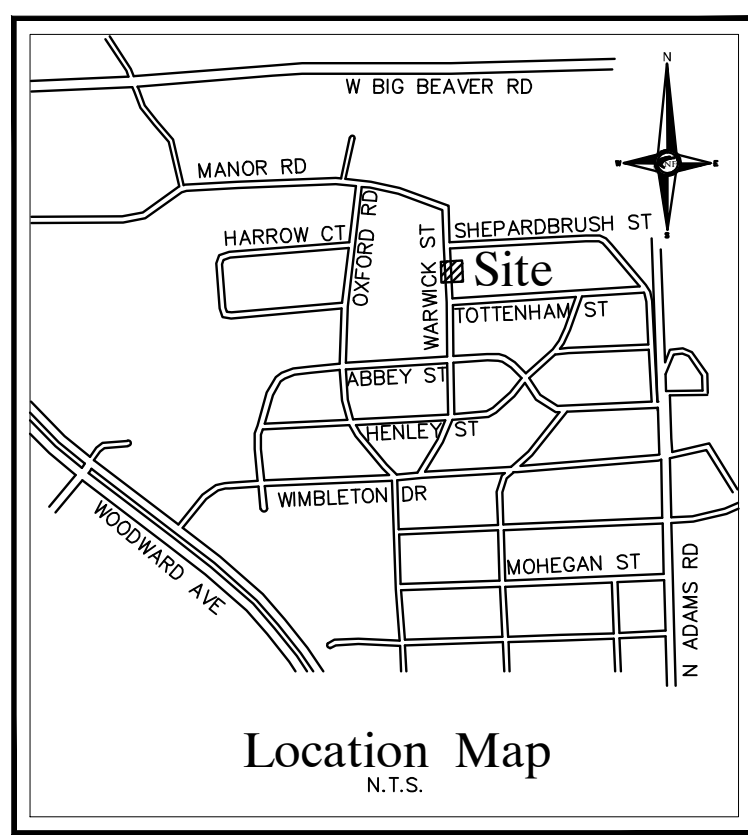 N
W BIG BEAVER RD
MANOR RD
W
NF
E
OXFORD RD
SHEPARDBRUSH ST
S
HARROW CT
WARWICK ST
Site
TOTTENHAM ST
ABBEY ST
HENLEY ST
WIMBLETON DR
WOODWARD AVE
MOHEGAN ST
N ADAMS RD
Location Map
N.T.S.